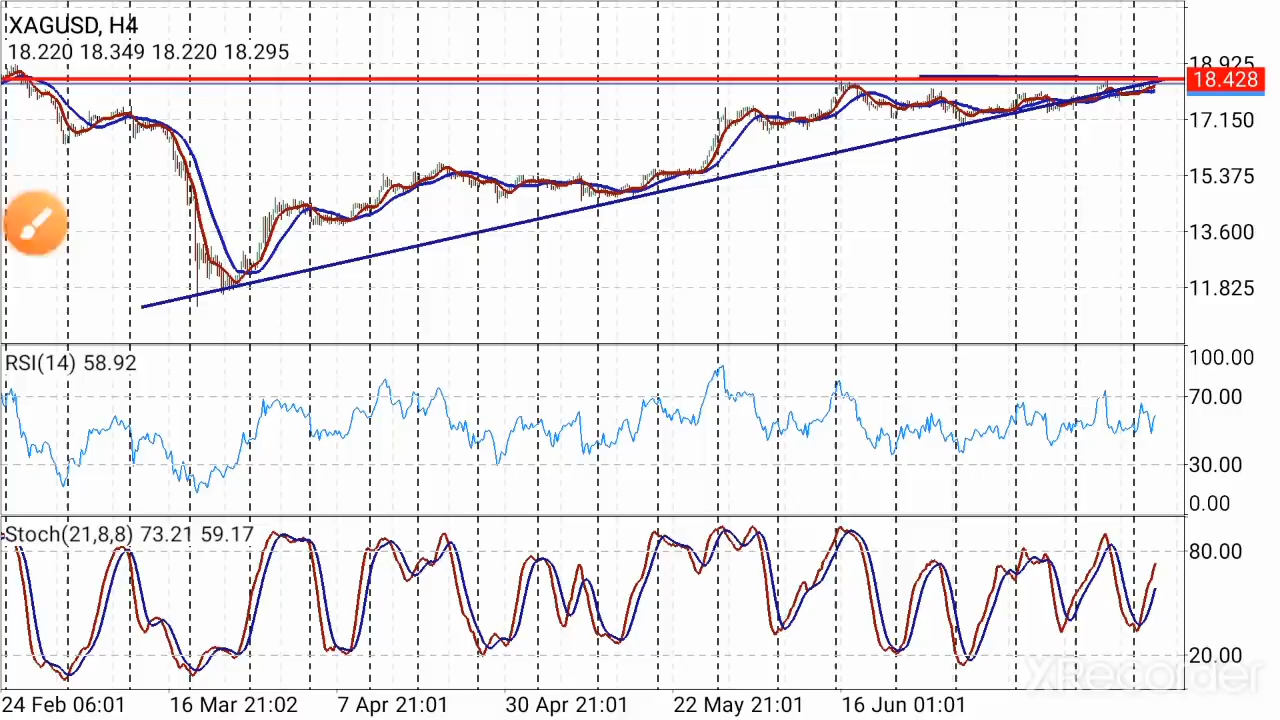 XAGUSD, H4
18.220 18.349 18.220 18.295
18.925
18.428
17.150
15.375
13.600
11.825
RSI(14) 58.92
100.00
70.00
30.00
0.00
Stoch(21,8,8) 73.21 59.17
80.00
20.00
XRecorder
24 Feb 06:01 16 Mar 21:02 7 Apr 21:01 30 Apr 21:01 22 May 21:01 16 Jun 01:01